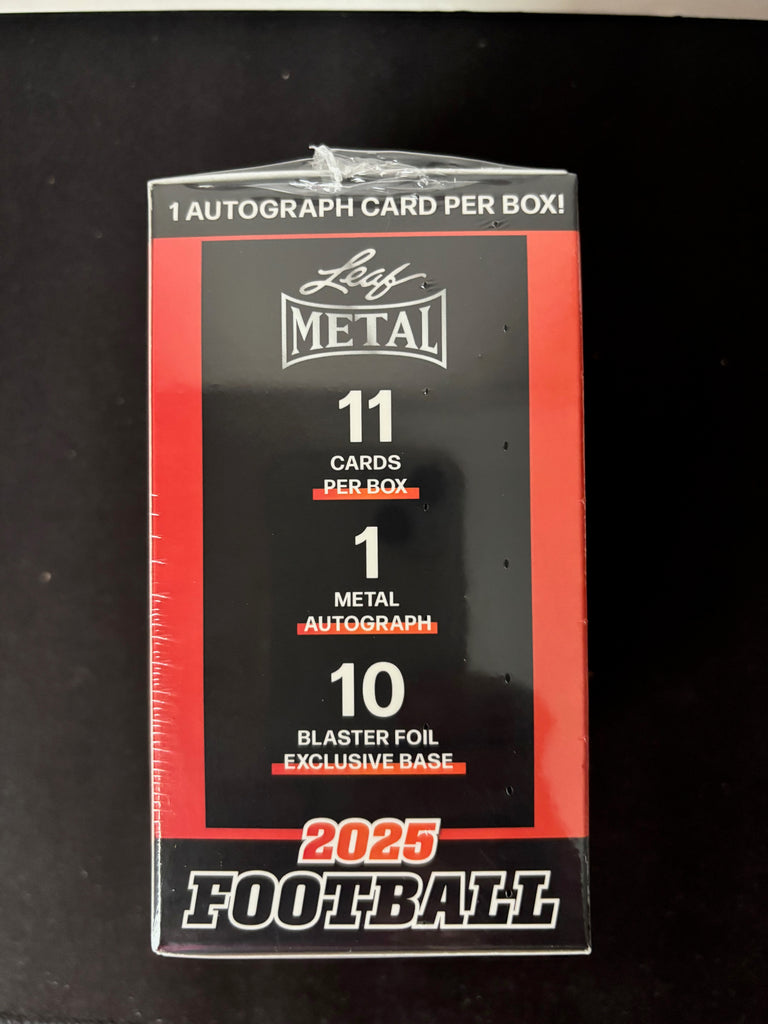 1 AUTOGRAPH CARD PER BOX!
Leaf
METAL
11
CARDS
PER BOX
1
METAL
AUTOGRAPH
10
BLASTER FOIL
EXCLUSIVE BASE
2025
FOOTBALL